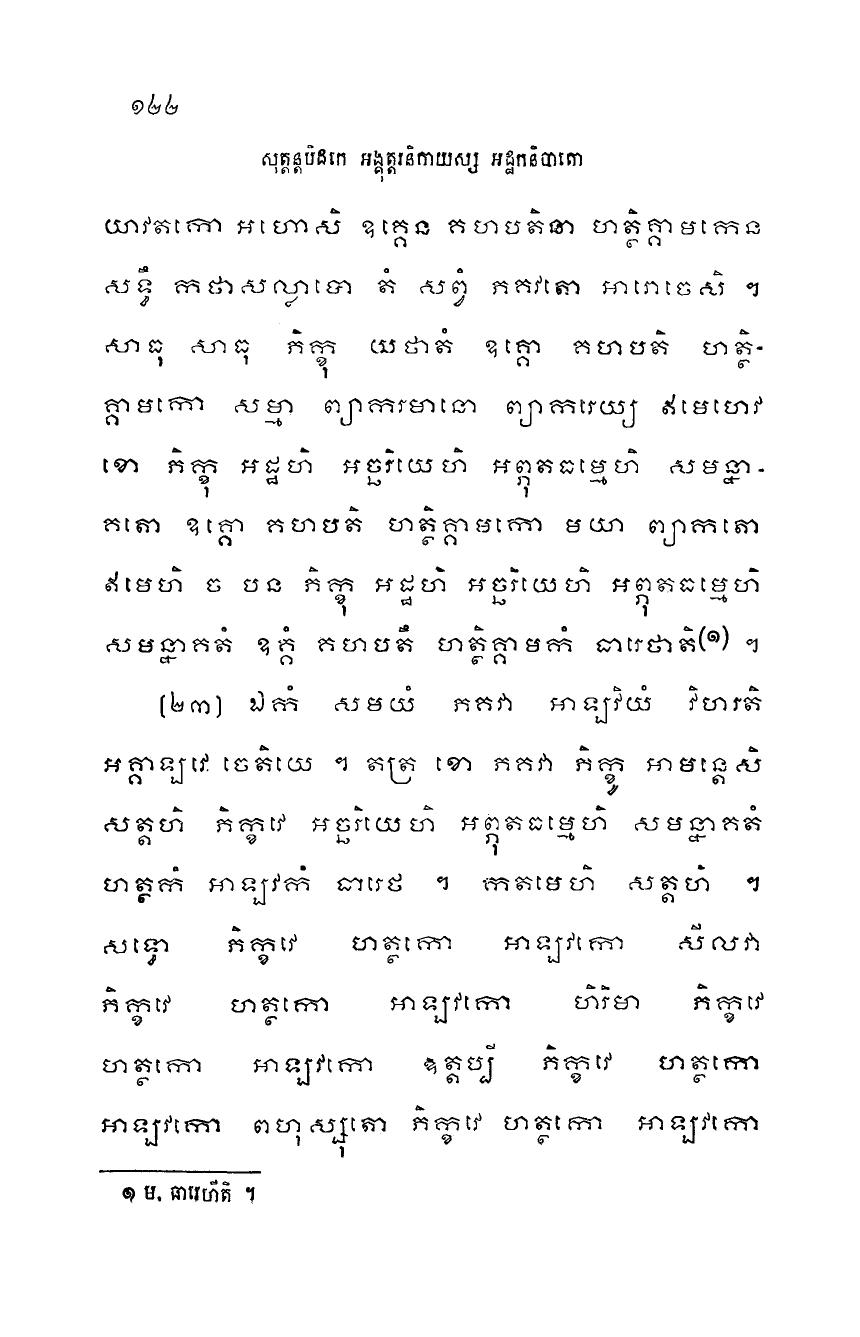 ១២២
សុត្តន្តបិដកេ អង្គុត្តរនិកាយស្ស អដ្ឋកនិបាតោ
យាវតកោ អហោសិ ឧគ្គេន គហបតិនា ហត្ថិគ្គាមកេន
សទ្ធឹ កថាសល្លាបោ តំ សព្វំ ភគវតោ អារោចេសិ ។
សាធុ សាធុ ភិក្ខុ យថាតំ ឧគ្គោ គហបតិ ហត្ថិ-
គ្គាមកោ សម្មា ព្យាករមានោ ព្យាករេយ្យ ឥមេហេវ
ខោ ភិក្ខុ អដ្ឋហិ អច្ឆរិយេហិ អព្ភុតធម្មេហិ សមន្នា-
គតោ ឧគ្គោ គហបតិ ហត្ថិគ្គាមកោ មយា ព្យាកតោ
ឥមេហិ ច បន ភិក្ខុ អដ្ឋហិ អច្ឆរិយេហិ អព្ភុតធម្មេហិ
សមន្នាគតំ ឧគ្គំ គហបតឹ ហត្ថិគ្គាមកំ ធារេថាតិ(១) ។
(២៣) ឯកំ សមយំ ភគវា អាឡវិយំ វិហរតិ
អគ្គាឡវេ ចេតិយេ ។ តត្រ ខោ ភគវា ភិក្ខូ អាមន្តេសិ
សត្តហិ ភិក្ខវេ អច្ឆរិយេហិ អព្ភុតធម្មេហិ សមន្នាគតំ
ហត្ថកំ អាឡវកំ ធារេថ ។ កតមេហិ សត្តហិ ។
សទ្ធោ ភិក្ខវេ ហត្ថកោ អាឡវកោ សីលវា
ភិក្ខវេ ហត្ថកោ អាឡវកោ ហិរិមា ភិក្ខវេ
ហត្ថកោ អាឡវកោ ឧត្តប្បី ភិក្ខវេ ហត្ថកោ
អាឡវកោ ពហុស្សុតោ ភិក្ខវេ ហត្ថកោ អាឡវកោ
១ ម. ធារេហីតិ ។